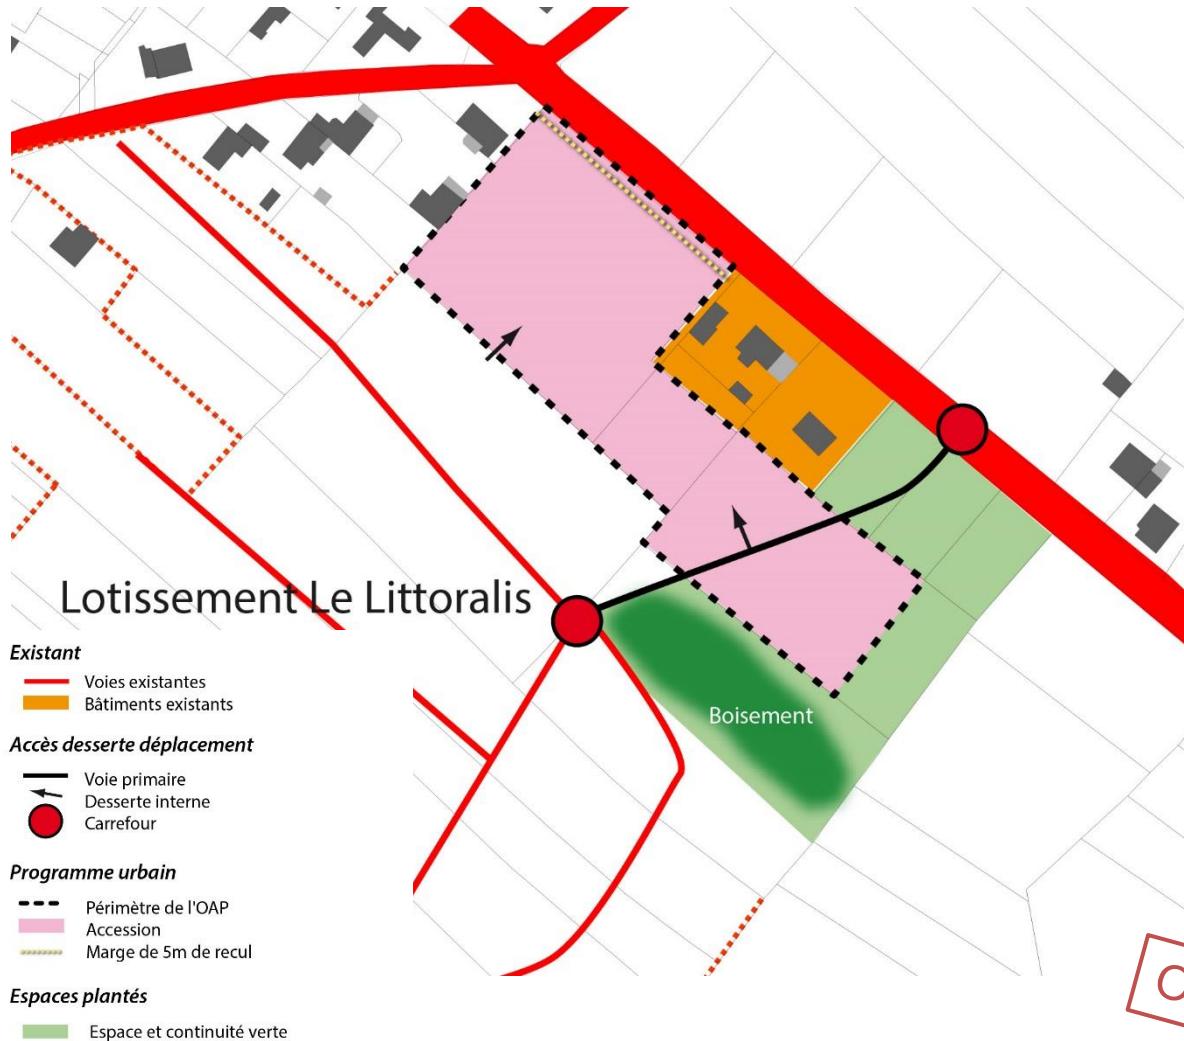 Lotissement Le Littoralis
Boisement
Existant
Voies existantes
Bâtiments existants
Accès desserte déplacement
Voie primaire
Desserte interne
Carrefour
Programme urbain
Périmètre de l'OAP
Accession
Marge de 5m de recul
Espaces plantés
Espace et continuité verte